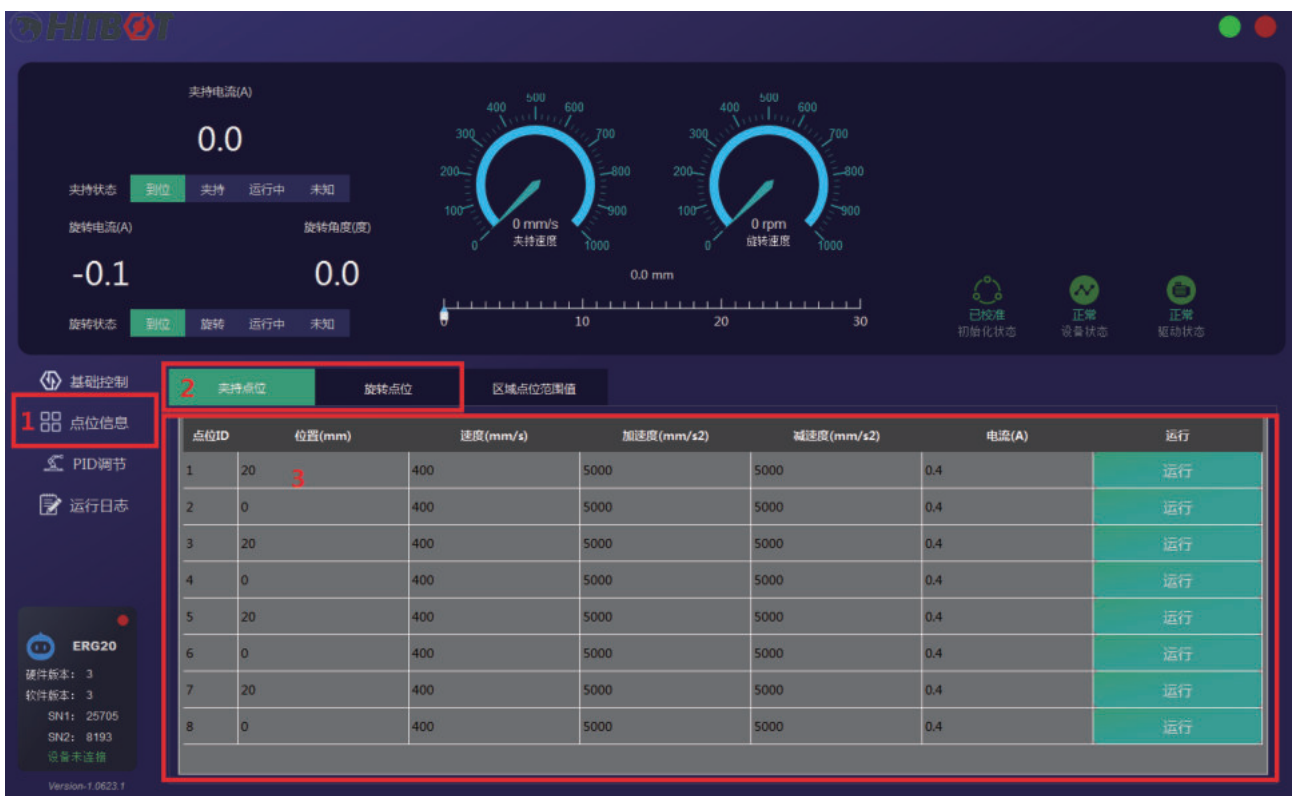 HITBOT
夹持电流(A)
0.0
夹持状态 到位 夹持 运行中 未知
旋转电流(A) 旋转角度(度)
-0.1 0.0
旋转状态 到位 旋转 运行中 未知
0 100 200 300 400 500 600 700 800 900 1000
0 mm/s
夹持速度
0 100 200 300 400 500 600 700 800 900 1000
0 rpm
旋转速度
0.0 mm
0 10 20 30
已校准 正常 正常
初始化状态 设备状态 驱动状态
基础控制
1 点位信息
PID调节
运行日志
2 夹持点位 旋转点位 区域点位范围值
点位ID 位置(mm) 速度(mm/s) 加速度(mm/s2) 减速度(mm/s2) 电流(A) 运行
1 20 3 400 5000 5000 0.4 运行
2 0 400 5000 5000 0.4 运行
3 20 400 5000 5000 0.4 运行
4 0 400 5000 5000 0.4 运行
5 20 400 5000 5000 0.4 运行
6 0 400 5000 5000 0.4 运行
7 20 400 5000 5000 0.4 运行
8 0 400 5000 5000 0.4 运行
ERG20
硬件版本: 3
软件版本: 3
SN1: 25705
SN2: 8193
设备未连接
Version-1.0623.1